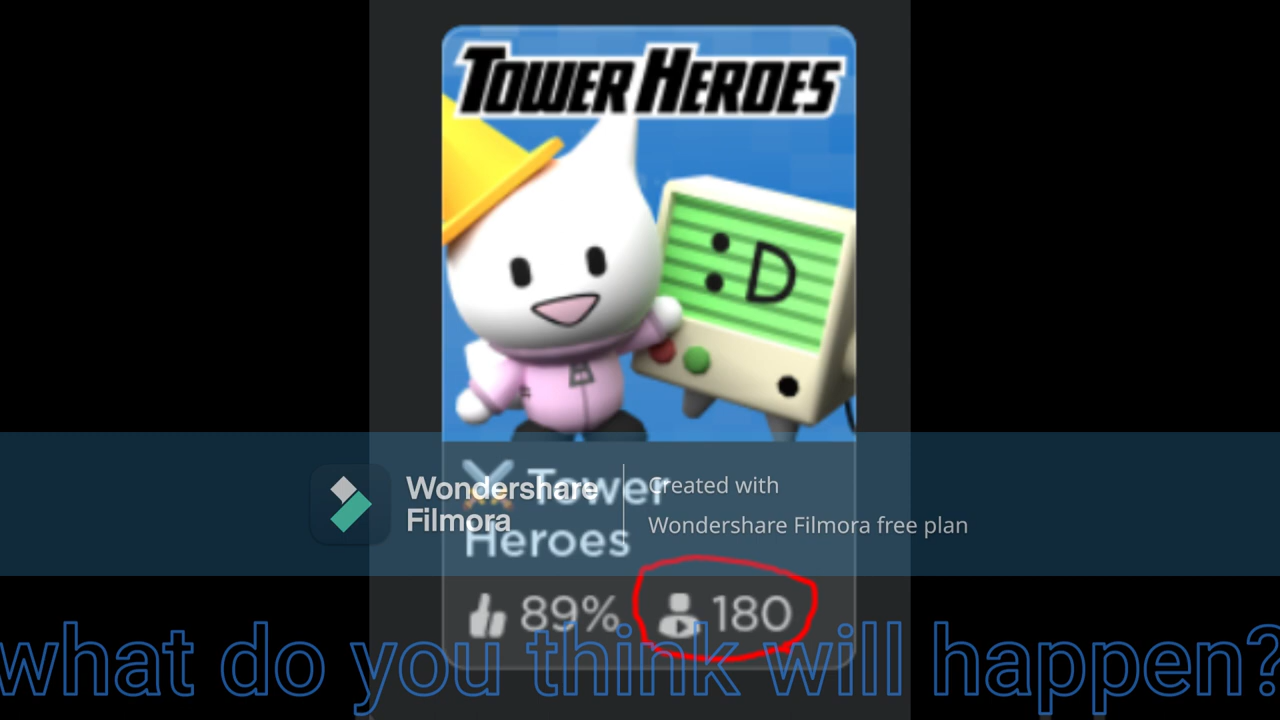 TOWER HEROES
:D
Tower
Heroes
Wondershare
Filmora
Created with
Wondershare Filmora free plan
89%
180
what do you think will happen?